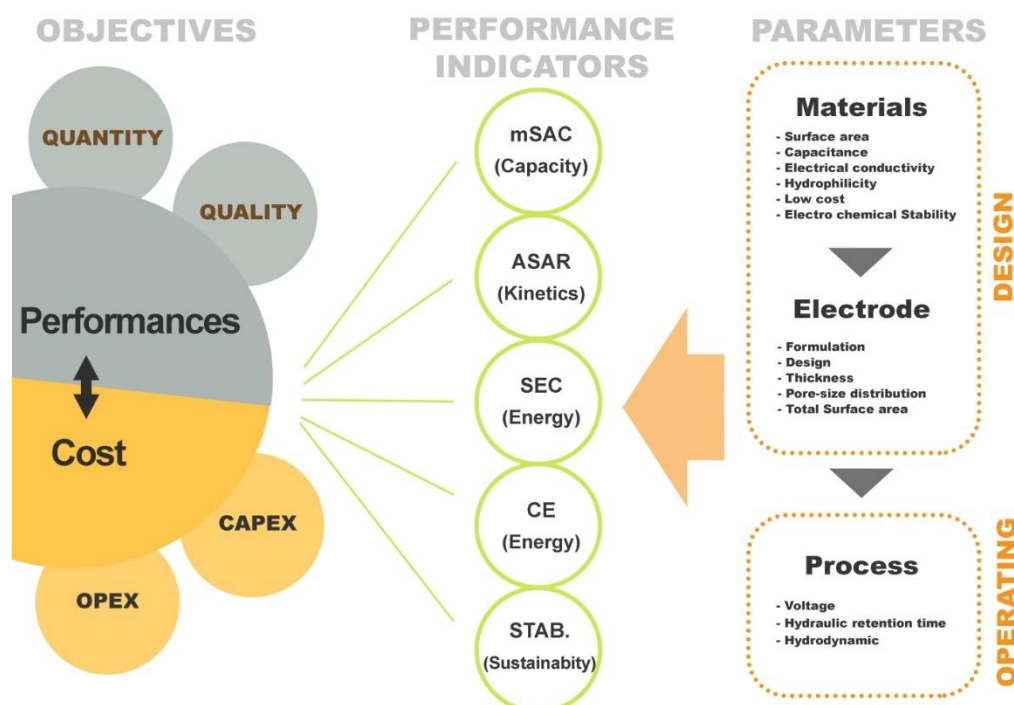 OBJECTIVES
QUANTITY
QUALITY
Performances
Cost
CAPEX
OPEX
PERFORMANCE
INDICATORS
mSAC
(Capacity)
ASAR
(Kinetics)
SEC
(Energy)
CE
(Energy)
STAB.
(Sustainabity)
PARAMETERS
Materials
- Surface area
- Capacitance
- Electrical conductivity
- Hydrophilicity
- Low cost
- Electro chemical Stability
Electrode
- Formulation
- Design
- Thickness
- Pore-size distribution
- Total Surface area
DESIGN
Process
- Voltage
- Hydraulic retention time
- Hydrodynamic
OPERATING